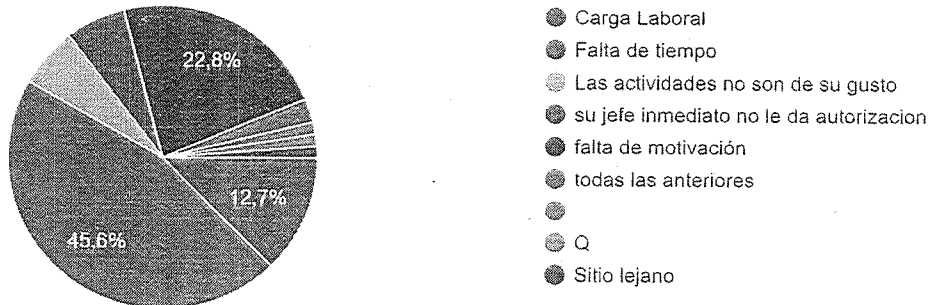 22,8%
12,7%
45,6%
Carga Laboral
Falta de tiempo
Las actividades no son de su gusto
su jefe inmediato no le da autorizacion
falta de motivación
todas las anteriores
Q
Sitio lejano